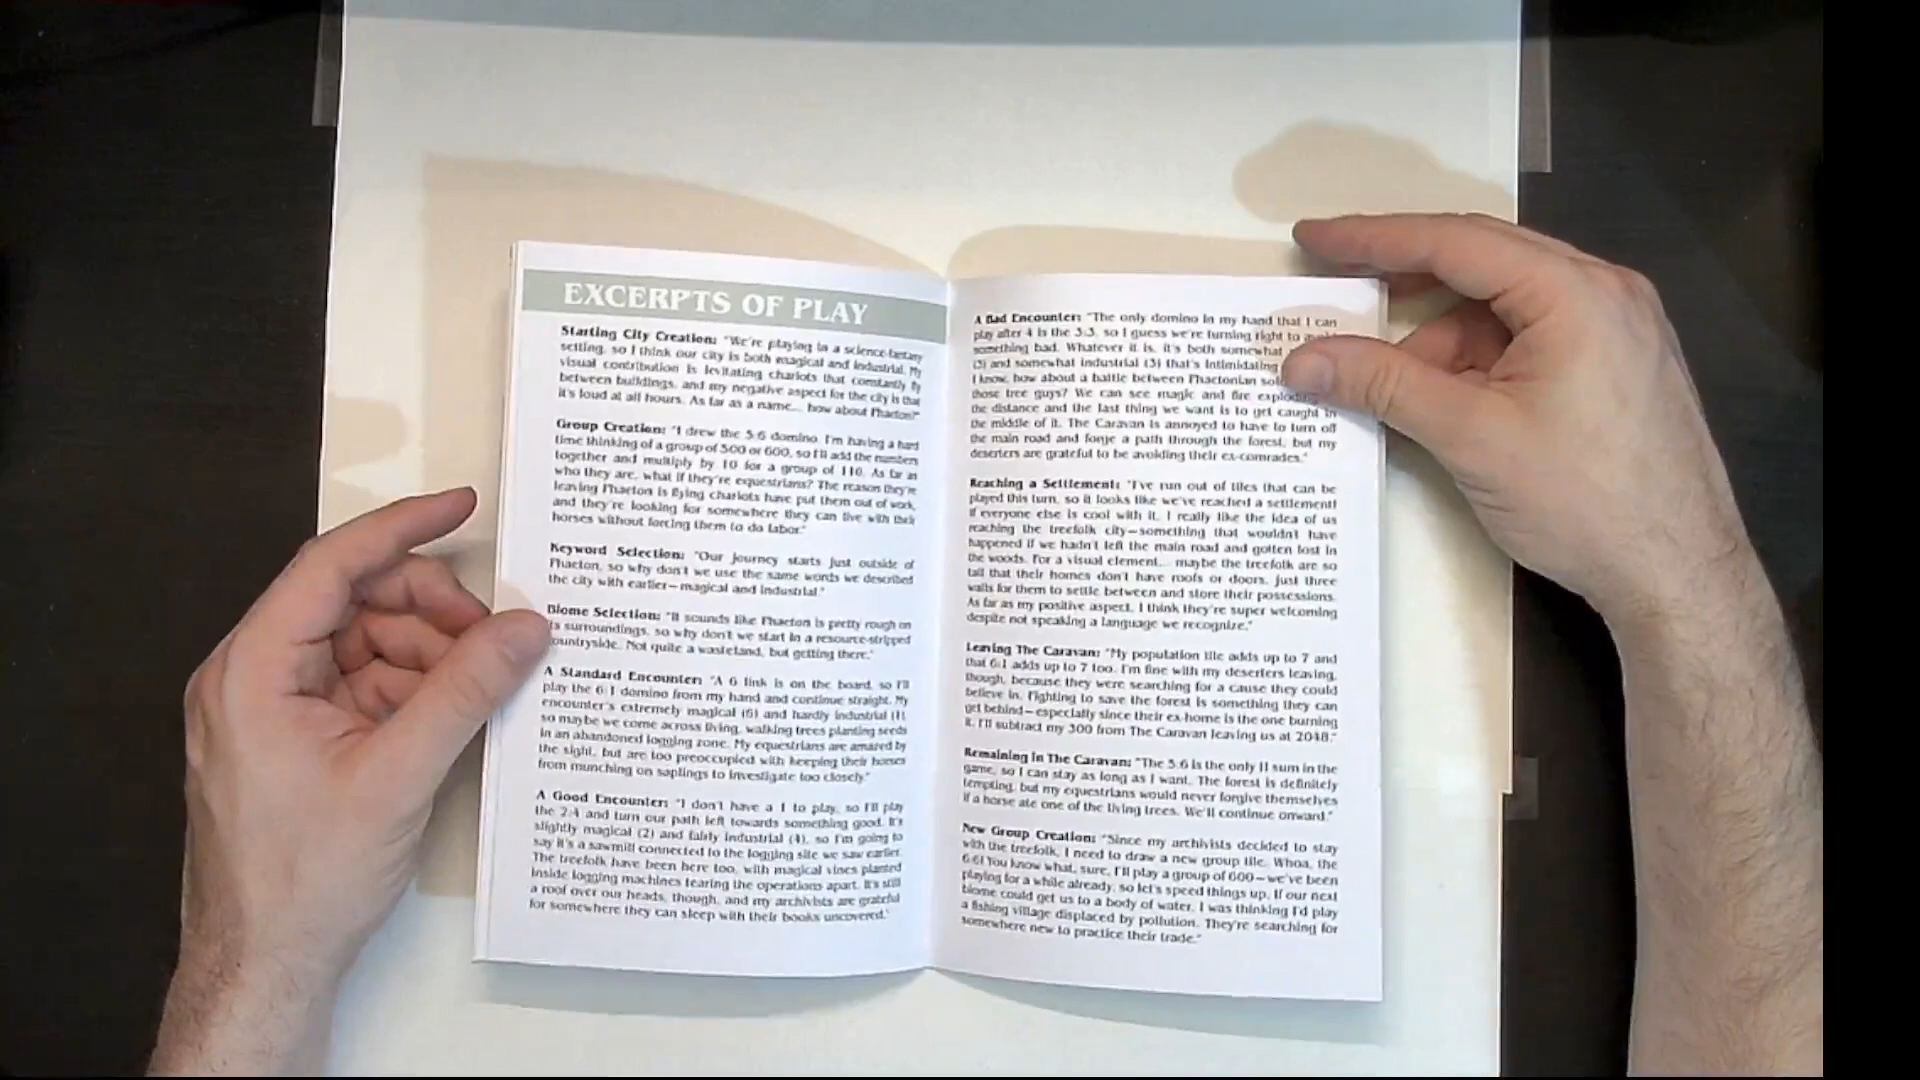 EXCERPTS OF PLAY
Starting City Creation: "We're playing in a science-fantasy
setting, so I think our city is both magical and industrial. My
visual contribution is levitating chariots that constantly fly
between buildings, and my negative aspect for the city is that
it's loud at all hours. As far as a name... how about Phaeton?"
Group Creation: "I drew the 5-6 domino. I'm having a hard
time thinking of a group of 500 or 600, so I'll add the numbers
together and multiply by 10 for a group of 110. As far as
who they are, what if they're equestrians? The reason they're
leaving Phaeton is flying chariots have put them out of work,
and they're looking for somewhere they can live with their
horses without forcing them to do labor."
Keyword Selection: "Our journey starts just outside of
Phaeton, so why don't we use the same words we described
the city with earlier—magical and industrial."
Biome Selection: "It sounds like Phaeton is pretty rough on
its surroundings, so why don't we start in a resource-stripped
countryside. Not quite a wasteland, but getting there."
A Standard Encounter: "A 6 link is on the board, so I'll
play the 6-1 domino from my hand and continue straight. My
encounter's extremely magical (6) and hardly industrial (1),
so maybe we come across living, walking trees planting seeds
in an abandoned logging zone. My equestrians are amazed by
the sight, but are too preoccupied with keeping their horses
from munching on saplings to investigate too closely."
A Good Encounter: "I don't have a 1 to play, so I'll play
the 2-4 and turn our path left towards something good. It's
slightly magical (2) and fairly industrial (4), so I'm going to
say it's a sawmill connected to the logging site we saw earlier.
The treefolk have been here too, with magical vines planted
inside logging machines tearing the operations apart. It's still
a roof over our heads, though, and my archivists are grateful
for somewhere they can sleep with their books uncovered."
A Bad Encounter: "The only domino in my hand that I can
play after 4 is the 3-3, so I guess we're turning right to
something bad. Whatever it is, it's both somewhat
(3) and somewhat industrial (3) that's intimidating
I know, how about a battle between Phaetonian
those tree guys? We can see magic and fire
the distance and the last thing we want is to get caught in
the middle of it. The Caravan is annoyed to have to turn off
the main road and forge a path through the forest, but my
deserters are grateful to be avoiding their ex-comrades."
Reaching a Settlement: "I've run out of tiles that can be
played this turn, so it looks like we've reached a settlement!
If everyone else is cool with it, I really like the idea of us
reaching the treefolk city—something that wouldn't have
happened if we hadn't left the main road and gotten lost in
the woods. For a visual element... maybe the treefolk are so
tall that their homes don't have roofs or doors, just three
walls for them to settle between and store their possessions.
As far as my positive aspect, I think they're super welcoming
despite not speaking a language we recognize."
Leaving The Caravan: "My population tile adds up to 7 and
that 6-1 adds up to 7 too. I'm fine with my deserters leaving,
though, because they were searching for a cause they could
believe in. Fighting to save the forest is something they can
get behind—especially since their ex-home is the one burning
it. I'll subtract my 300 from The Caravan leaving us at 2048."
Remaining in The Caravan: "The 5-6 is the only 11 sum in the
game, so I can stay as long as I want. The forest is definitely
tempting, but my equestrians would never forgive themselves
if a horse ate one of the living trees. We'll continue onward."
New Group Creation: "Since my archivists decided to stay
with the treefolk, I need to draw a new group tile. Whoa, the
6-6! You know what, sure, I'll play a group of 600—we've been
playing for a while already, so let's speed things up. If our next
biome could get us to a body of water, I was thinking I'd play
a fishing village displaced by pollution. They're searching for
somewhere new to practice their trade."